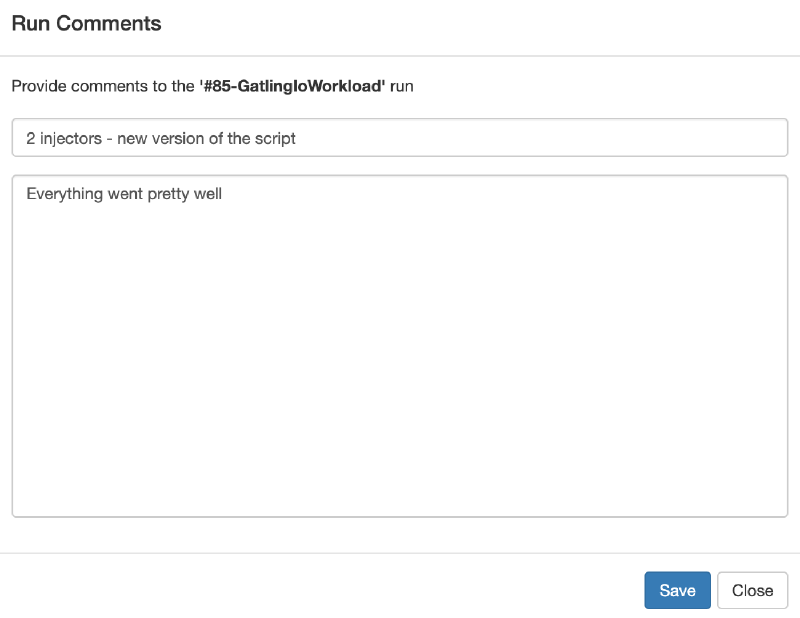 Run Comments
Provide comments to the '#85-GatlingIoWorkload' run
2 injectors - new version of the script
Everything went pretty well
Save
Close